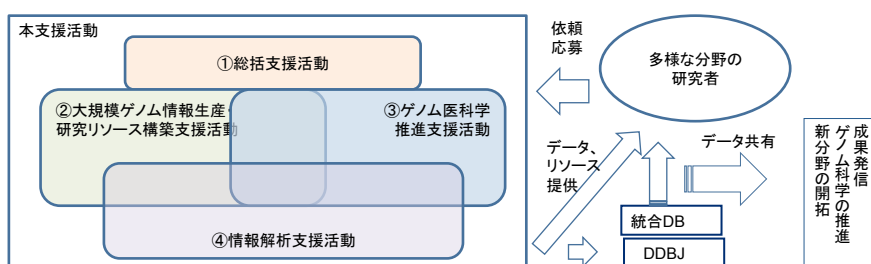 本支援活動
①総括支援活動
②大規模ゲノム情報生産・
研究リソース構築支援活動
③ゲノム医科学
推進支援活動
④情報解析支援活動
依頼
応募
多様な分野の
研究者
データ、
リソース
提供
データ共有
統合DB
DDBJ
成果発信
ゲノム科学の推進
新分野の開拓